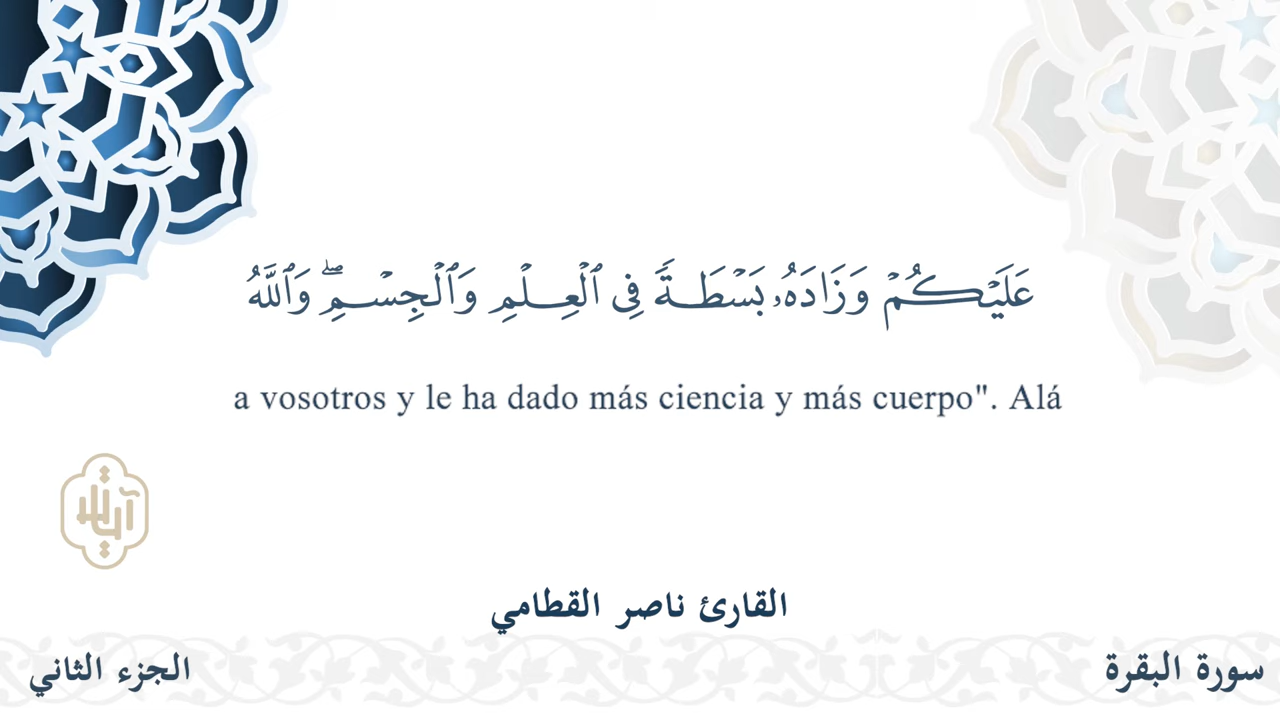 عَلَيْكُمْ وَزَادَهُۥ بَسْطَةً فِى ٱلْعِلْمِ وَٱلْجِسْمِ ۖ وَٱللَّهُ
a vosotros y le ha dado más ciencia y más cuerpo". Alá
القارئ ناصر القطامي
سورة البقرة
الجزء الثاني